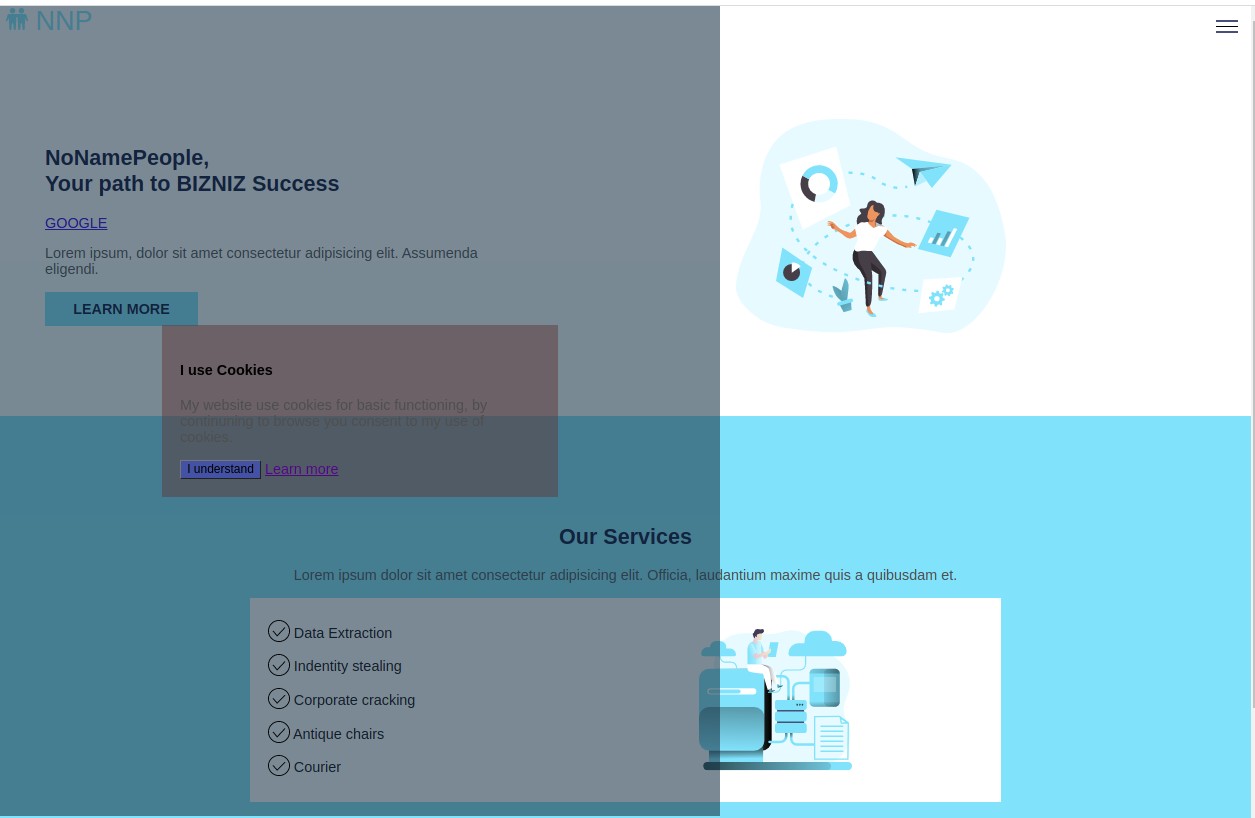 NNP
NoNamePeople,
Your path to BIZNIZ Success
GOOGLE
Lorem ipsum, dolor sit amet consectetur adipisicing elit. Assumenda
eligendi.
LEARN MORE
I use Cookies
My website use cookies for basic functioning, by
continuning to browse you consent to my use of
cookies.
I understand Learn more
Our Services
Lorem ipsum dolor sit amet consectetur adipisicing elit. Officia, laudantium maxime quis a quibusdam et.
Data Extraction
Indentity stealing
Corporate cracking
Antique chairs
Courier